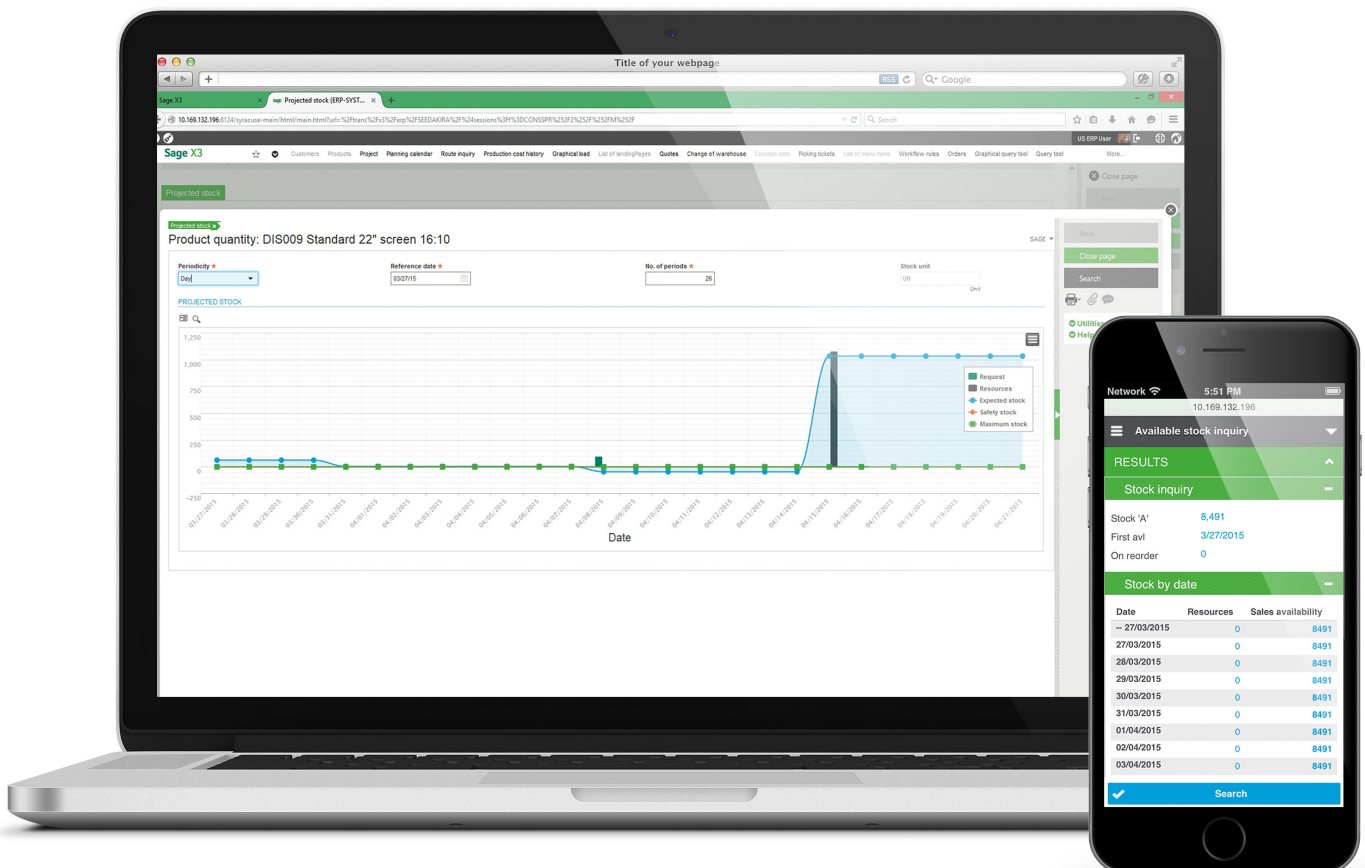 Title of your webpage
RSS
Google
Sage X3
Projected stock (ERP-SYST...
10.169.132.196:8124/syracuse-main/html/main.html?url=%2Ftrans%2Fx3%2Ferp%2FSEEDAKIRA%2F%24sessions%3Ff%3DCONSSPR%252F2%252F%252FM%252F
Search
US ERP User
Sage X3
Customers Products Project Planning calendar Route inquiry Production cost history Graphical load List of landingPages Quotes Change of warehouse Common data Picking tickets List of menu items Workflow rules Orders Graphical query tool Query tool More...
Projected stock
Close page
New
Projected stock
Product quantity: DIS009 Standard 22" screen 16:10
SAGE
New
Close page
Search
Utilities
Help
Periodicity * Reference date * No. of periods * Stock unit
Day 03/27/15 26 UN
Unit
PROJECTED STOCK
1,250
1,000
750
500
250
0
-250
Request
Resources
Expected stock
Safety stock
Maximum stock
03/27/2015 03/28/2015 03/29/2015 03/30/2015 03/31/2015 04/01/2015 04/02/2015 04/03/2015 04/04/2015 04/05/2015 04/06/2015 04/07/2015 04/08/2015 04/09/2015 04/10/2015 04/11/2015 04/12/2015 04/13/2015 04/14/2015 04/15/2015 04/16/2015 04/17/2015 04/18/2015 04/19/2015 04/20/2015 04/21/2015
Date
Network 5:51 PM
10.169.132.196
Available stock inquiry
RESULTS
Stock inquiry
Stock 'A' 8,491
First avl 3/27/2015
On reorder 0
Stock by date
Date Resources Sales availability
-- 27/03/2015 0 8491
27/03/2015 0 8491
28/03/2015 0 8491
29/03/2015 0 8491
30/03/2015 0 8491
31/03/2015 0 8491
01/04/2015 0 8491
02/04/2015 0 8491
03/04/2015 0 8491
Search